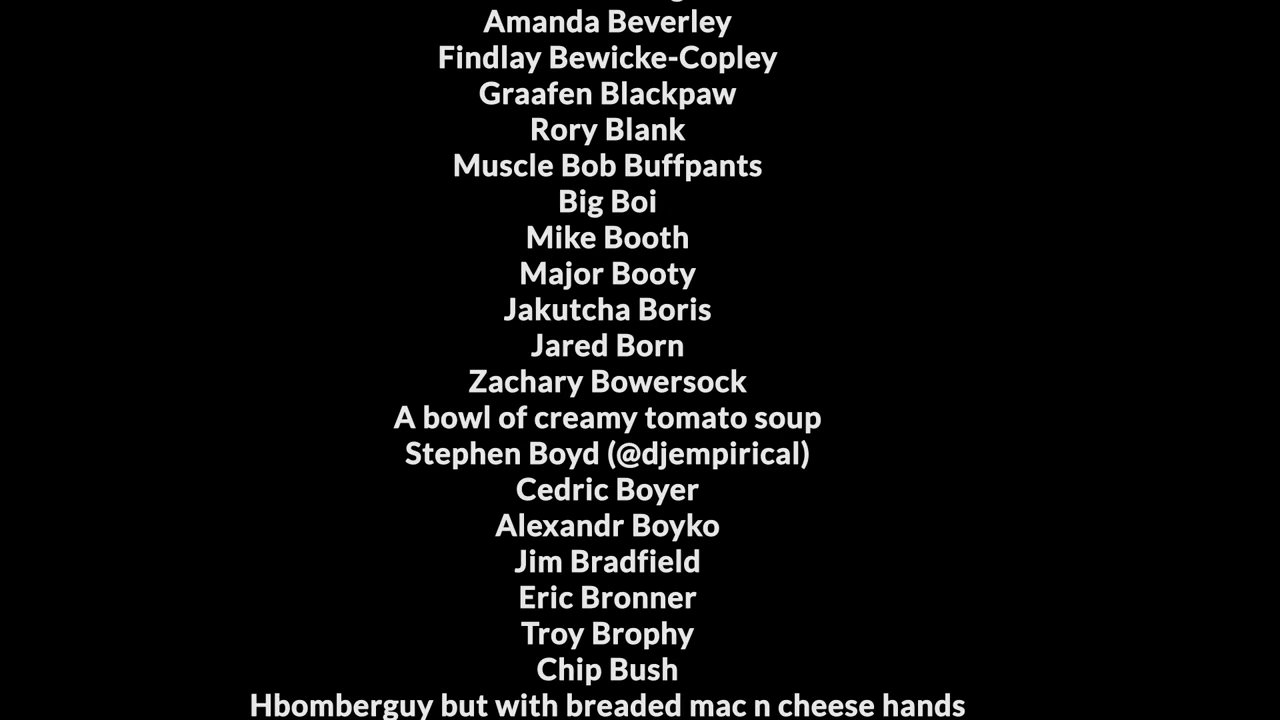 Amanda Beverley
Findlay Bewicke-Copley
Graafen Blackpaw
Rory Blank
Muscle Bob Buffpants
Big Boi
Mike Booth
Major Booty
Jakutcha Boris
Jared Born
Zachary Bowersock
A bowl of creamy tomato soup
Stephen Boyd (@djempirical)
Cedric Boyer
Alexandr Boyko
Jim Bradfield
Eric Bronner
Troy Brophy
Chip Bush
Hbomberguy but with breaded mac n cheese hands